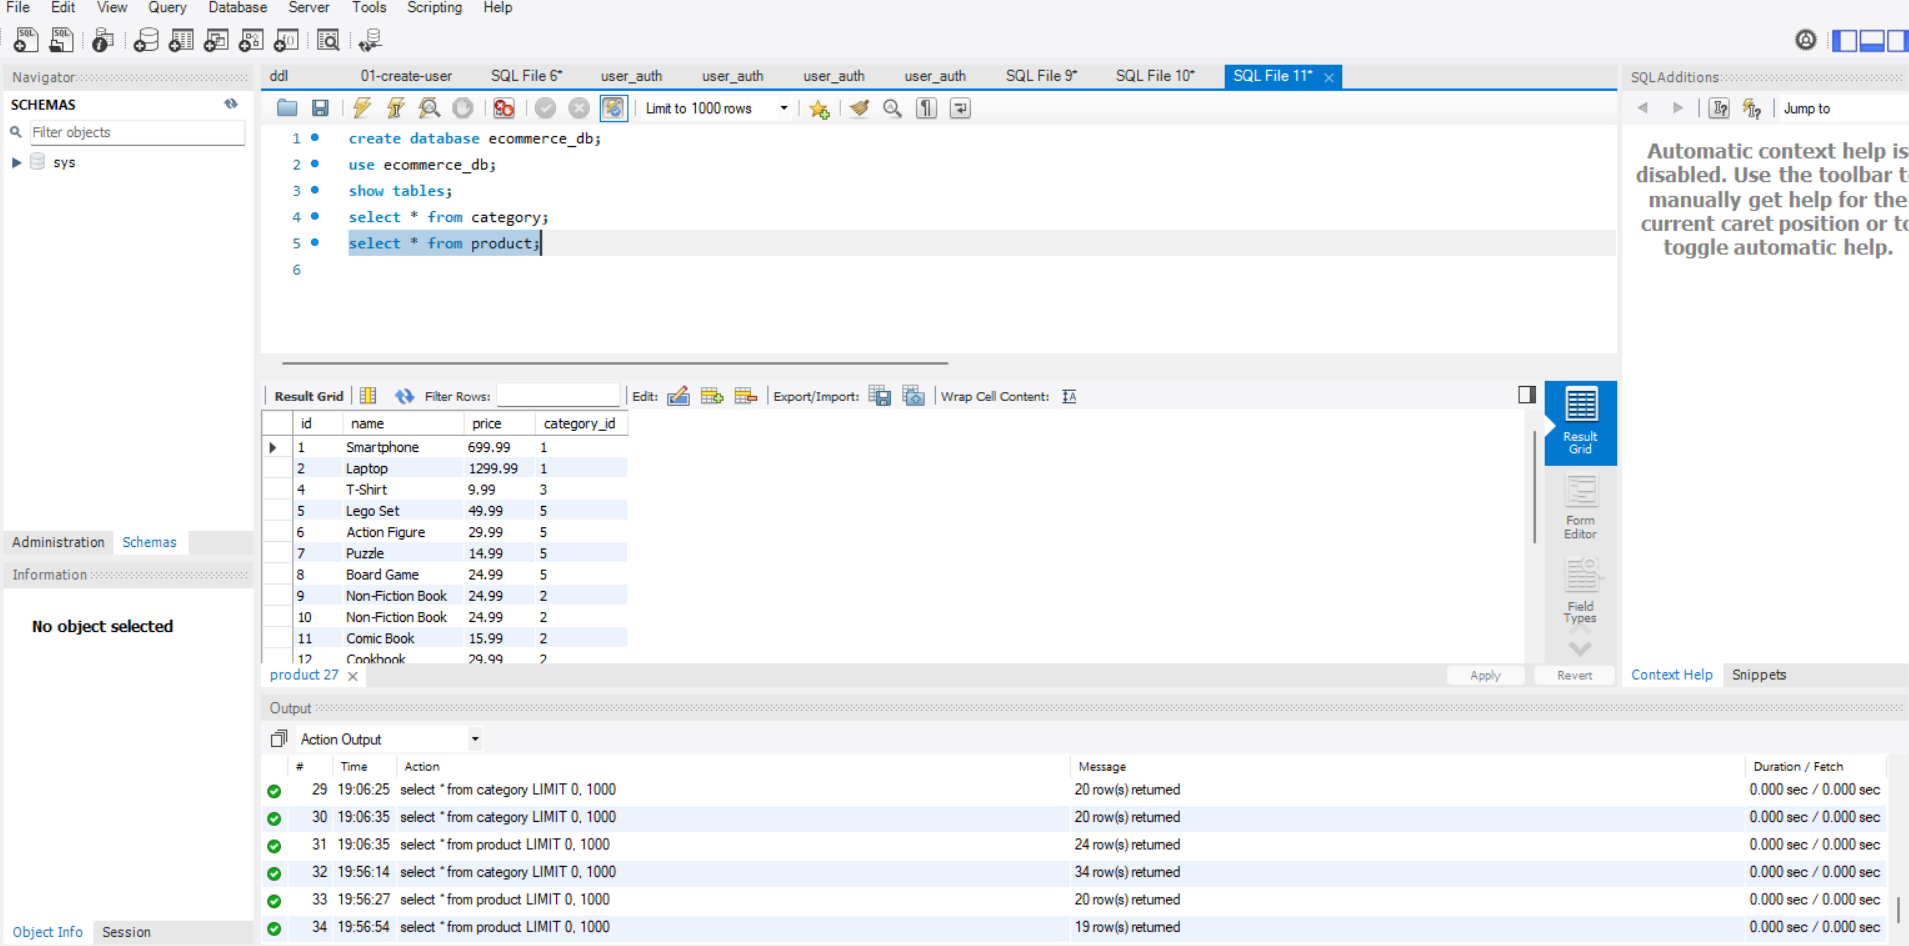 File Edit View Query Database Server Tools Scripting Help
Navigator
SCHEMAS
Filter objects
sys
Administration Schemas
Information
No object selected
Object Info Session
ddl 01-create-user SQL File 6* user_auth user_auth user_auth user_auth SQL File 9* SQL File 10* SQL File 11*
Limit to 1000 rows
1 create database ecommerce_db;
2 use ecommerce_db;
3 show tables;
4 select * from category;
5 select * from product;
6
Result Grid Filter Rows: Edit: Export/Import: Wrap Cell Content:
id name price category_id
1 Smartphone 699.99 1
2 Laptop 1299.99 1
4 T-Shirt 9.99 3
5 Lego Set 49.99 5
6 Action Figure 29.99 5
7 Puzzle 14.99 5
8 Board Game 24.99 5
9 Non-Fiction Book 24.99 2
10 Non-Fiction Book 24.99 2
11 Comic Book 15.99 2
12 Cookbook 29.99 2
Result
Grid
Form
Editor
Field
Types
product 27 Apply Revert
SQLAdditions
Jump to
Automatic context help is
disabled. Use the toolbar t
manually get help for the
current caret position or to
toggle automatic help.
Context Help Snippets
Output
Action Output
# Time Action Message Duration / Fetch
29 19:06:25 select * from category LIMIT 0, 1000 20 row(s) returned 0.000 sec / 0.000 sec
30 19:06:35 select * from category LIMIT 0, 1000 20 row(s) returned 0.000 sec / 0.000 sec
31 19:06:35 select * from product LIMIT 0, 1000 24 row(s) returned 0.000 sec / 0.000 sec
32 19:56:14 select * from category LIMIT 0, 1000 34 row(s) returned 0.000 sec / 0.000 sec
33 19:56:27 select * from product LIMIT 0, 1000 20 row(s) returned 0.000 sec / 0.000 sec
34 19:56:54 select * from product LIMIT 0, 1000 19 row(s) returned 0.000 sec / 0.000 sec